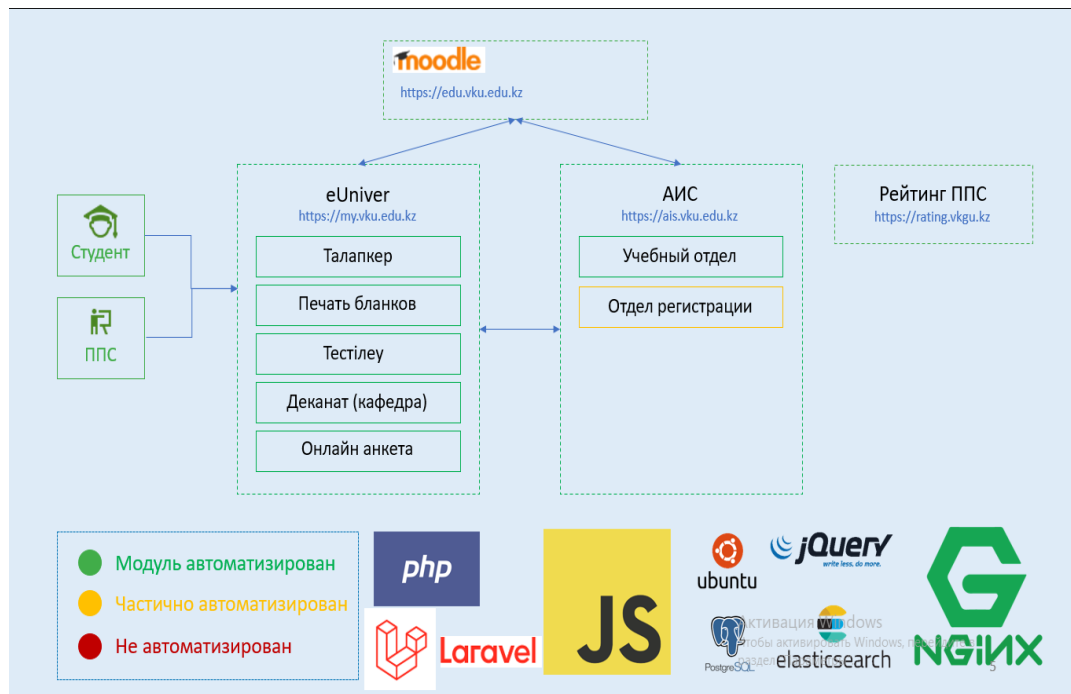 moodle
https://edu.vku.edu.kz
eUniver
https://my.vku.edu.kz
АИС
https://ais.vku.edu.kz
Рейтинг ППС
https://rating.vkgu.kz
Студент
ППС
Талапкер
Печать бланков
Тестілеу
Деканат (кафедра)
Онлайн анкета
Учебный отдел
Отдел регистрации
Модуль автоматизирован
Частично автоматизирован
Не автоматизирован
php
Laravel
JS
ubuntu
jQuery
write less, do more.
PostgreSQL
elasticsearch
NGiNX
Активация Windows
Чтобы активировать Windows,
раздел
5